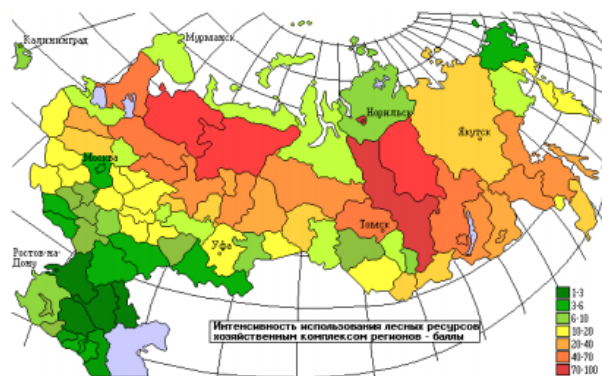 Калининград
Мурманск
Норильск
Якутск
Москва
Томск
Уфа
Ростов-на-
Дону
Интенсивность использования лесных ресурсов
хозяйственным комплексом регионов - баллы
1-3
3-6
6-10
10-20
20-40
40-70
70-100